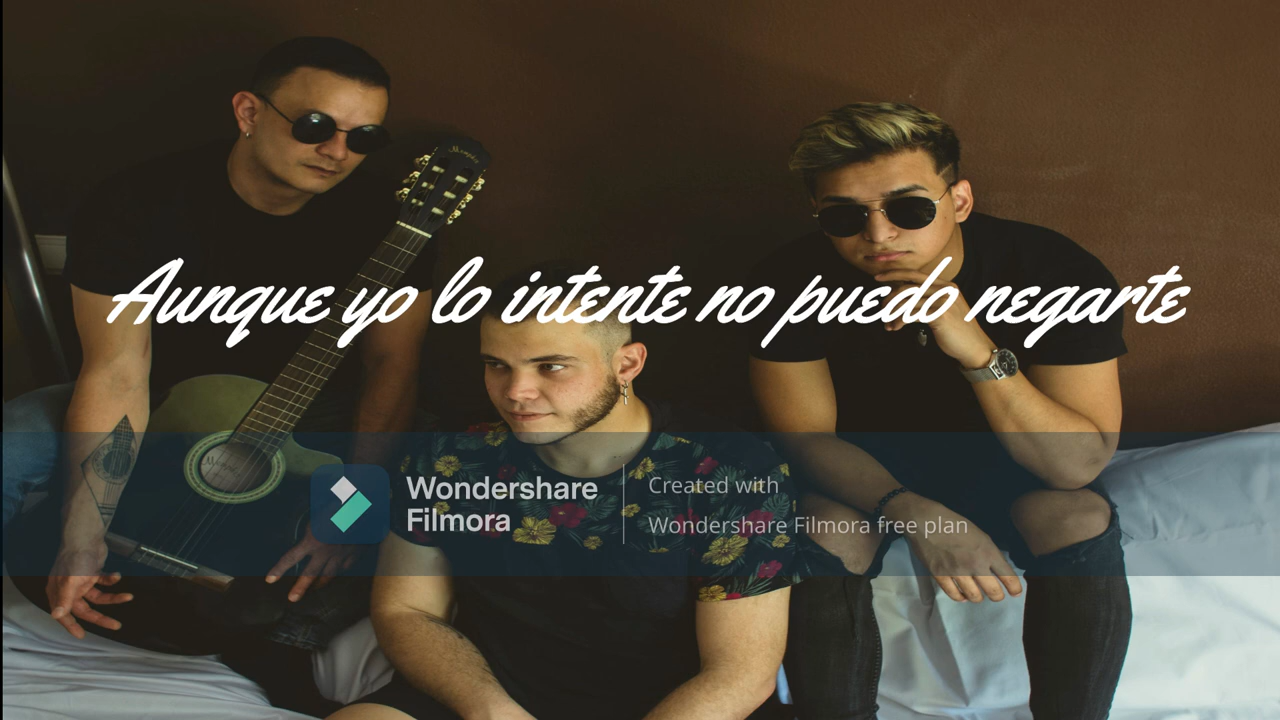 Aunque yo lo intente no puedo negarte
Wondershare
Filmora
Created with
Wondershare Filmora free plan